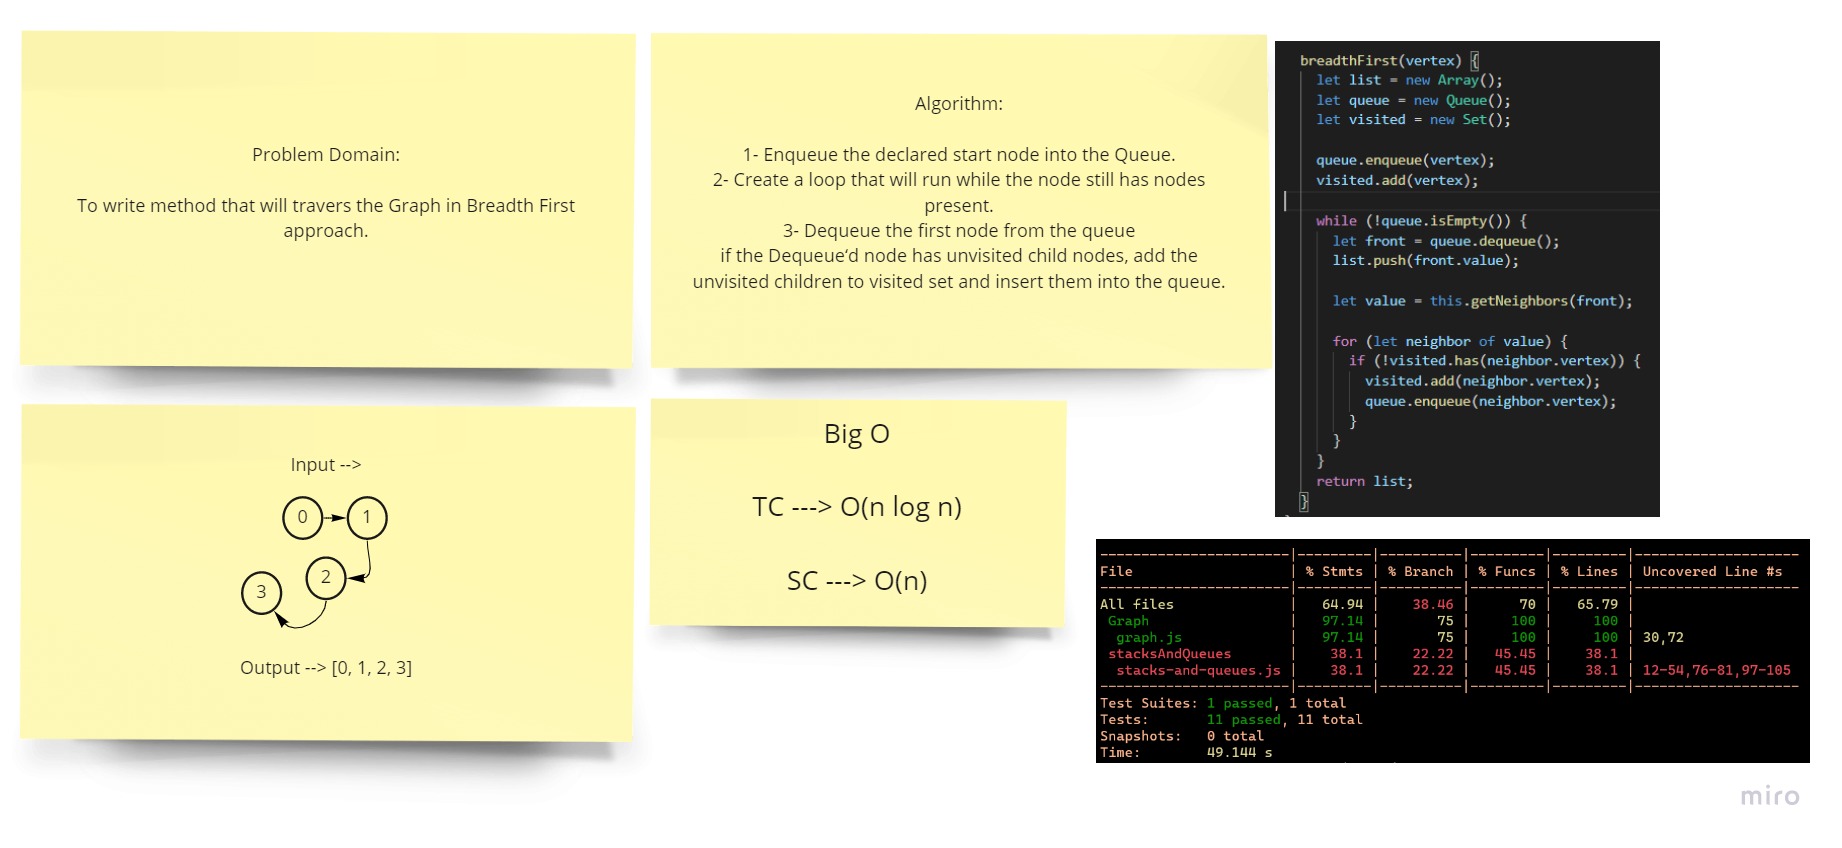 Problem Domain:
To write method that will travers the Graph in Breadth First
approach.
Algorithm:
1- Enqueue the declared start node into the Queue.
2- Create a loop that will run while the node still has nodes
present.
3- Dequeue the first node from the queue
if the Dequeue’d node has unvisited child nodes, add the
unvisited children to visited set and insert them into the queue.
breadthFirst(vertex) {
let list = new Array();
let queue = new Queue();
let visited = new Set();
queue.enqueue(vertex);
visited.add(vertex);
while (!queue.isEmpty()) {
let front = queue.dequeue();
list.push(front.value);
let value = this.getNeighbors(front);
for (let neighbor of value) {
if (!visited.has(neighbor.vertex)) {
visited.add(neighbor.vertex);
queue.enqueue(neighbor.vertex);
}
}
}
return list;
}
Input -->
0 1
2
3
Output --> [0, 1, 2, 3]
Big O
TC ---> O(n log n)
SC ---> O(n)
-----------------------|---------|----------|---------|---------|--------------------
File | % Stmts | % Branch | % Funcs | % Lines | Uncovered Line #s
-----------------------|---------|----------|---------|---------|--------------------
All files | 64.94 | 38.46 | 70 | 65.79 |
Graph | 97.14 | 75 | 100 | 100 |
graph.js | 97.14 | 75 | 100 | 100 | 30,72
stacksAndQueues | 38.1 | 22.22 | 45.45 | 38.1 |
stacks-and-queues.js | 38.1 | 22.22 | 45.45 | 38.1 | 12-54,76-81,97-105
-----------------------|---------|----------|---------|---------|--------------------
Test Suites: 1 passed, 1 total
Tests: 11 passed, 11 total
Snapshots: 0 total
Time: 49.144 s
miro